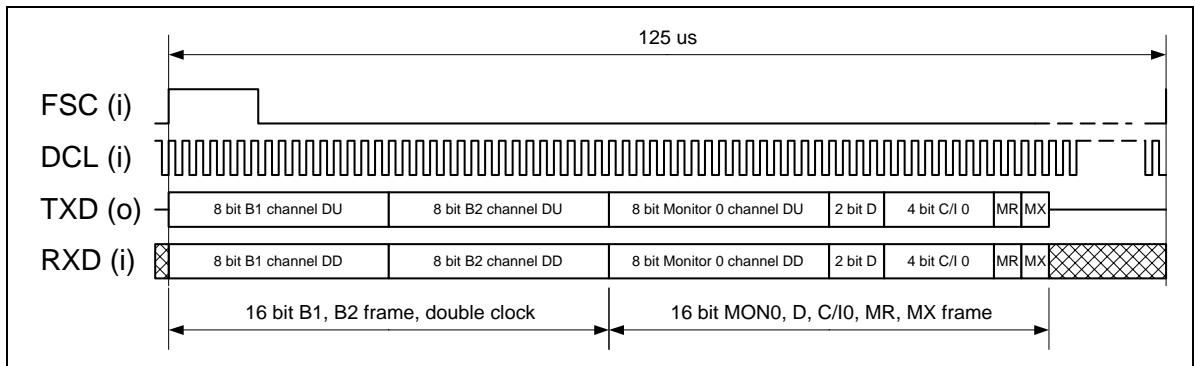 125 us
FSC (i)
DCL (i)
TXD (o) 8 bit B1 channel DU 8 bit B2 channel DU 8 bit Monitor 0 channel DU 2 bit D 4 bit C/I 0 MR MX
RXD (i) 8 bit B1 channel DD 8 bit B2 channel DD 8 bit Monitor 0 channel DD 2 bit D 4 bit C/I 0 MR MX
16 bit B1, B2 frame, double clock 16 bit MON0, D, C/I0, MR, MX frame